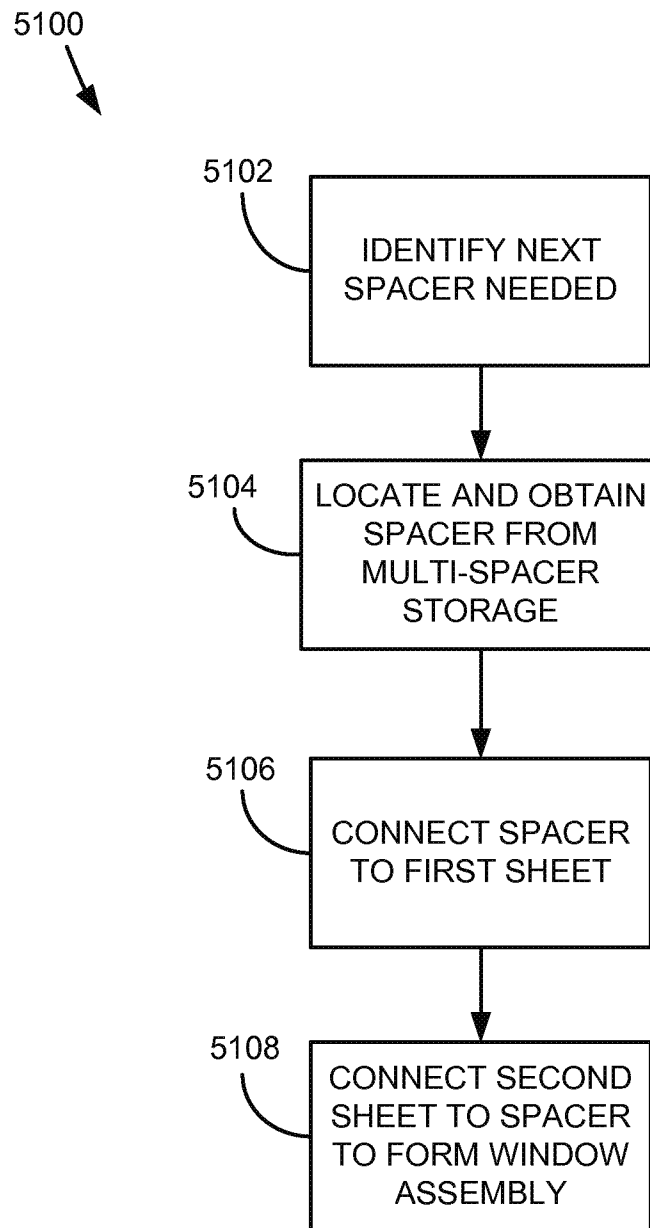 5100
5102
IDENTIFY NEXT
SPACER NEEDED
5104
LOCATE AND OBTAIN
SPACER FROM
MULTI-SPACER
STORAGE
5106
CONNECT SPACER
TO FIRST SHEET
5108
CONNECT SECOND
SHEET TO SPACER
TO FORM WINDOW
ASSEMBLY